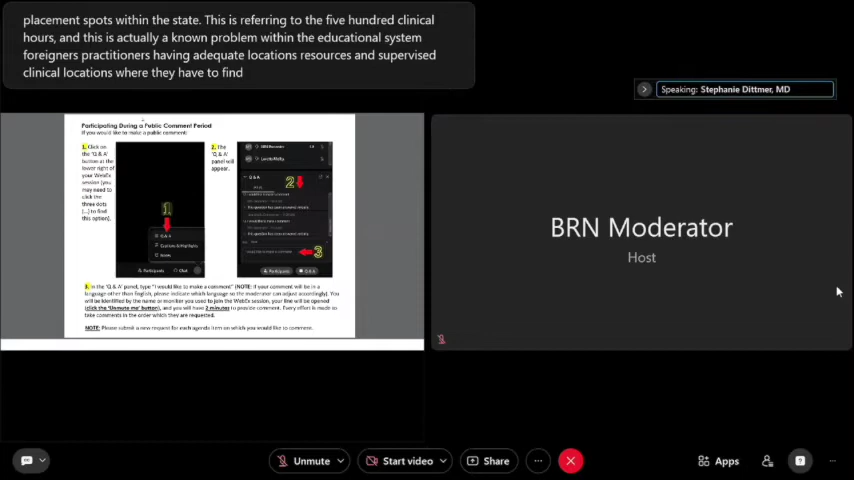 placement spots within the state. This is referring to the five hundred clinical
hours, and this is actually a known problem within the educational system
foreigners practitioners having adequate locations resources and supervised
clinical locations where they have to find
Speaking: Stephanie Dittmer, MD
Participating During a Public Comment Period
If you would like to make a public comment:
1. Click on
the 'Q & A'
button at the
lower right of
your WebEx
session (you
may need to
click the
three dots
(...) to find
this option).
1
Q & A
Participants
Chat
2. The
'Q & A'
panel will
appear.
Q & A
2
3
Participants
Q & A
3. In the 'Q & A' panel, type "I would like to make a comment" (NOTE: If your comment will be in a
language other than English, please indicate which language so the moderator can adjust accordingly). You
will be identified by the name or moniker you used to join the WebEx session, your line will be opened
(click the 'Unmute me' button), and you will have 2 minutes to provide comment. Every effort is made to
take comments in the order which they are requested.
NOTE: Please submit a new request for each agenda item on which you would like to comment.
BRN Moderator
Host
Unmute
Start video
Share
Apps